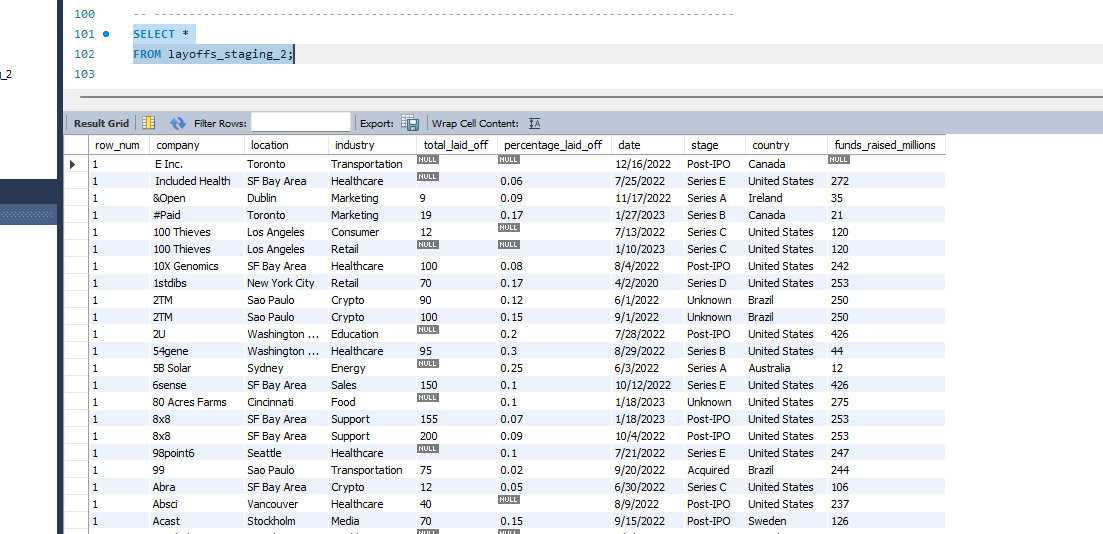 100 -- ----------------------------------------------------------------------
101 SELECT *
102 FROM layoffs_staging_2;
_2
103
Result Grid Filter Rows: Export: Wrap Cell Content: IA
row_num company location industry total_laid_off percentage_laid_off date stage country funds_raised_millions
1 E Inc. Toronto Transportation NULL NULL 12/16/2022 Post-IPO Canada NULL
1 Included Health SF Bay Area Healthcare NULL 0.06 7/25/2022 Series E United States 272
1 &Open Dublin Marketing 9 0.09 11/17/2022 Series A Ireland 35
1 #Paid Toronto Marketing 19 0.17 1/27/2023 Series B Canada 21
1 100 Thieves Los Angeles Consumer 12 NULL 7/13/2022 Series C United States 120
1 100 Thieves Los Angeles Retail NULL NULL 1/10/2023 Series C United States 120
1 10X Genomics SF Bay Area Healthcare 100 0.08 8/4/2022 Post-IPO United States 242
1 1stdibs New York City Retail 70 0.17 4/2/2020 Series D United States 253
1 2TM Sao Paulo Crypto 90 0.12 6/1/2022 Unknown Brazil 250
1 2TM Sao Paulo Crypto 100 0.15 9/1/2022 Unknown Brazil 250
1 2U Washington ... Education NULL 0.2 7/28/2022 Post-IPO United States 426
1 54gene Washington ... Healthcare 95 0.3 8/29/2022 Series B United States 44
1 5B Solar Sydney Energy NULL 0.25 6/3/2022 Series A Australia 12
1 6sense SF Bay Area Sales 150 0.1 10/12/2022 Series E United States 426
1 80 Acres Farms Cincinnati Food NULL 0.1 1/18/2023 Unknown United States 275
1 8x8 SF Bay Area Support 155 0.07 1/18/2023 Post-IPO United States 253
1 8x8 SF Bay Area Support 200 0.09 10/4/2022 Post-IPO United States 253
1 98point6 Seattle Healthcare NULL 0.1 7/21/2022 Series E United States 247
1 99 Sao Paulo Transportation 75 0.02 9/20/2022 Acquired Brazil 244
1 Abra SF Bay Area Crypto 12 0.05 6/30/2022 Series C United States 106
1 Absci Vancouver Healthcare 40 NULL 8/9/2022 Post-IPO United States 237
1 Acast Stockholm Media 70 0.15 9/15/2022 Post-IPO Sweden 126
NULL NULL